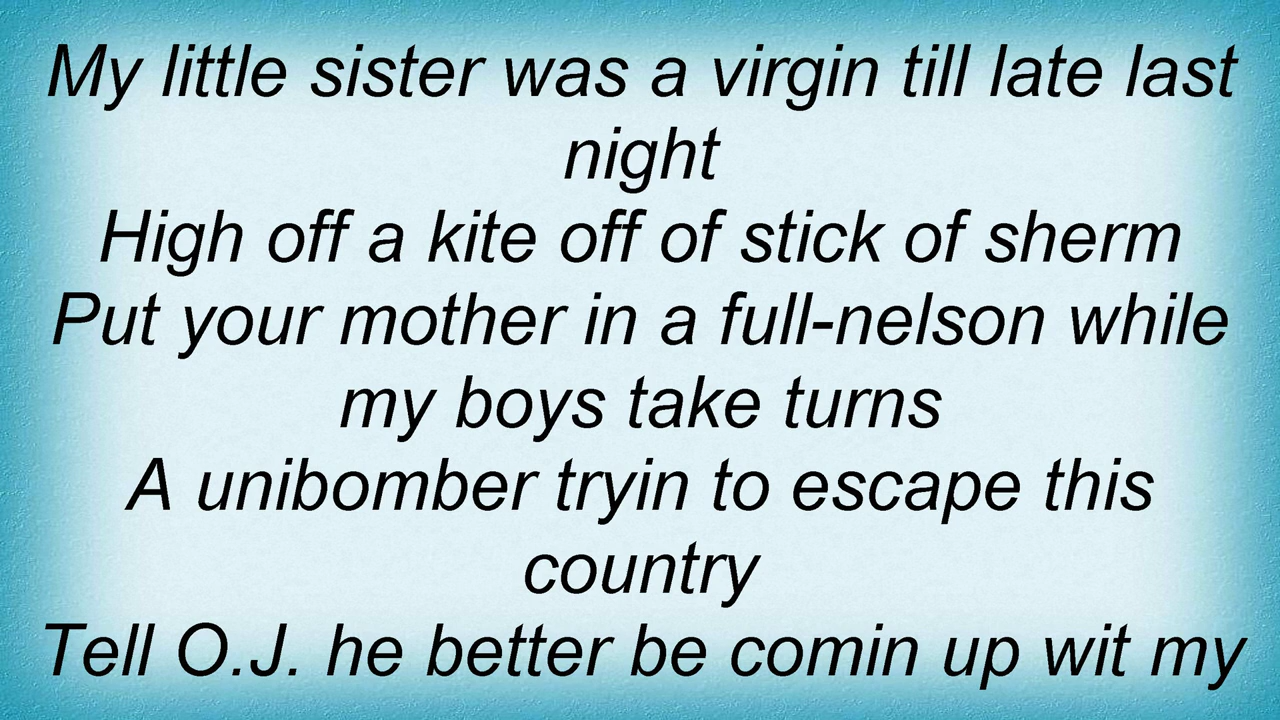 My little sister was a virgin till late last
night
High off a kite off of stick of sherm
Put your mother in a full-nelson while
my boys take turns
A unibomber tryin to escape this
country
Tell O.J. he better be comin up wit my